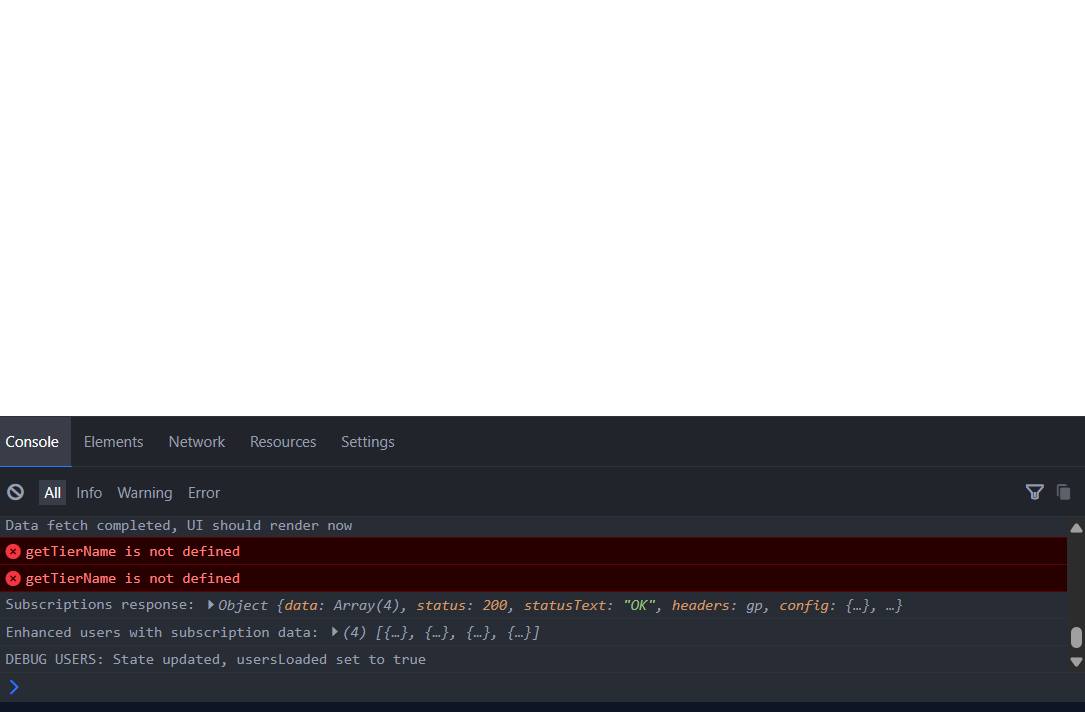 Console Elements Network Resources Settings
All Info Warning Error
Data fetch completed, UI should render now
getTierName is not defined
getTierName is not defined
Subscriptions response: Object {data: Array(4), status: 200, statusText: "OK", headers: gp, config: {…}, …}
Enhanced users with subscription data: (4) [{…}, {…}, {…}, {…}]
DEBUG USERS: State updated, usersLoaded set to true